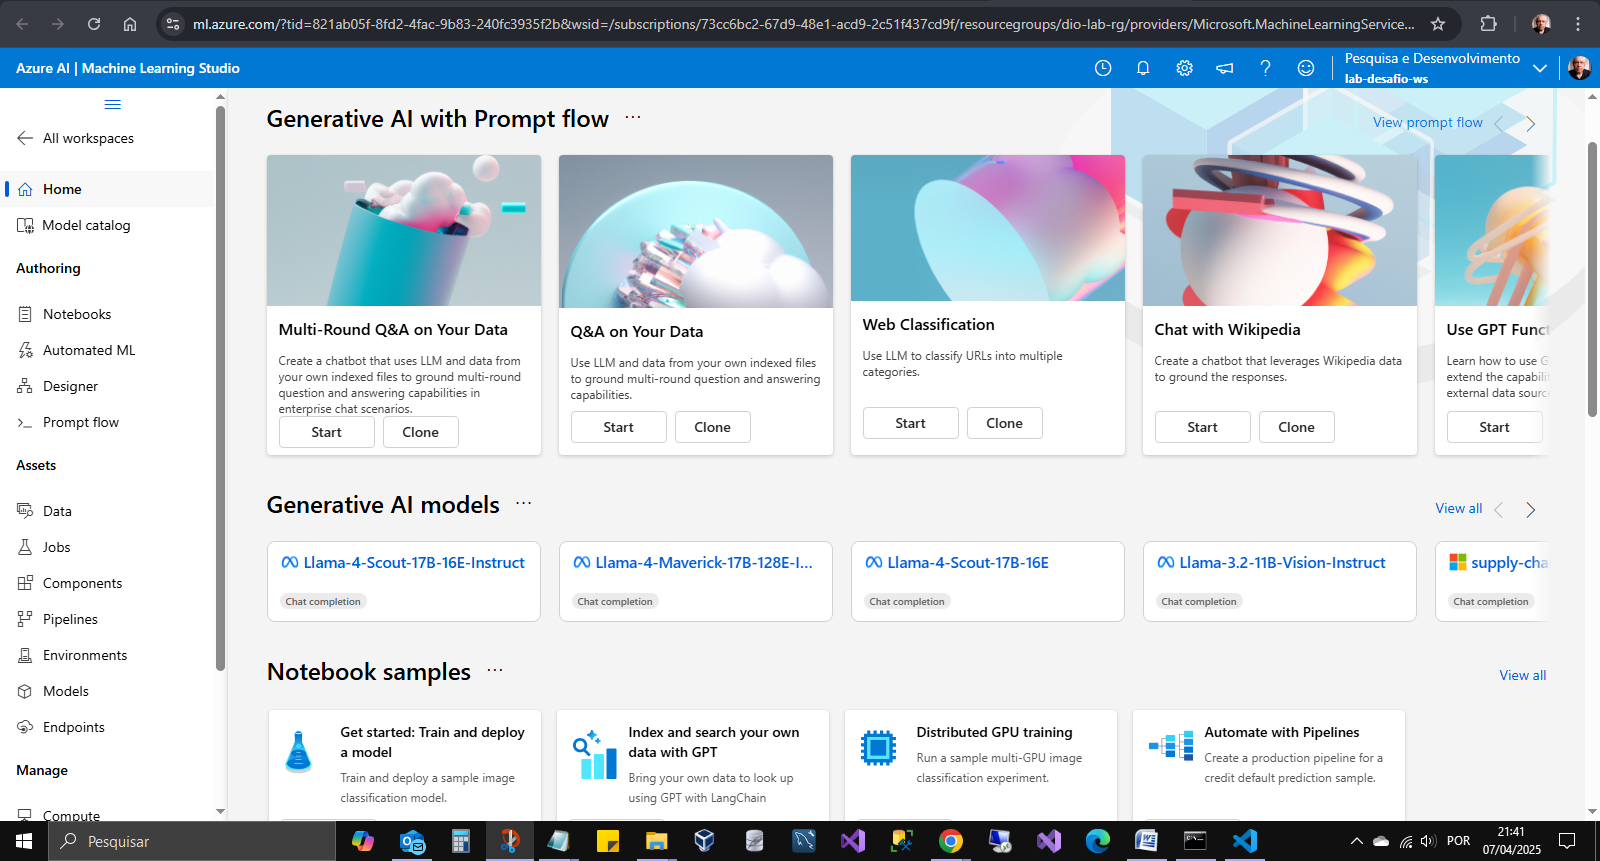 ml.azure.com/?tid=821ab05f-8fd2-4fac-9b83-240fc3935f2b&wsid=/subscriptions/73cc6bc2-67d9-48e1-acd9-2c51f437cd9f/resourcegroups/dio-lab-rg/providers/Microsoft.MachineLearningService...
Azure AI | Machine Learning Studio
Pesquisa e Desenvolvimento
lab-desafio-ws
All workspaces
Home
Model catalog
Authoring
Notebooks
Automated ML
Designer
Prompt flow
Assets
Data
Jobs
Components
Pipelines
Environments
Models
Endpoints
Manage
Compute
Generative AI with Prompt flow ...
View prompt flow
Multi-Round Q&A on Your Data
Create a chatbot that uses LLM and data from
your own indexed files to ground multi-round
question and answering capabilities in
enterprise chat scenarios.
Start
Clone
Q&A on Your Data
Use LLM and data from your own indexed files
to ground multi-round question and answering
capabilities.
Start
Clone
Web Classification
Use LLM to classify URLs into multiple
categories.
Start
Clone
Chat with Wikipedia
Create a chatbot that leverages Wikipedia data
to ground the responses.
Start
Clone
Use GPT Funct
Learn how to use G
extend the capabili
external data sourc
Start
Generative AI models ...
View all
Llama-4-Scout-17B-16E-Instruct
Chat completion
Llama-4-Maverick-17B-128E-I...
Chat completion
Llama-4-Scout-17B-16E
Chat completion
Llama-3.2-11B-Vision-Instruct
Chat completion
supply-cha
Chat completion
Notebook samples ...
View all
Get started: Train and deploy
a model
Train and deploy a sample image
classification model.
Index and search your own
data with GPT
Bring your own data to look up
using GPT with LangChain
Distributed GPU training
Run a sample multi-GPU image
classification experiment.
Automate with Pipelines
Create a production pipeline for a
credit default prediction sample.
Pesquisar
POR
21:41
07/04/2025